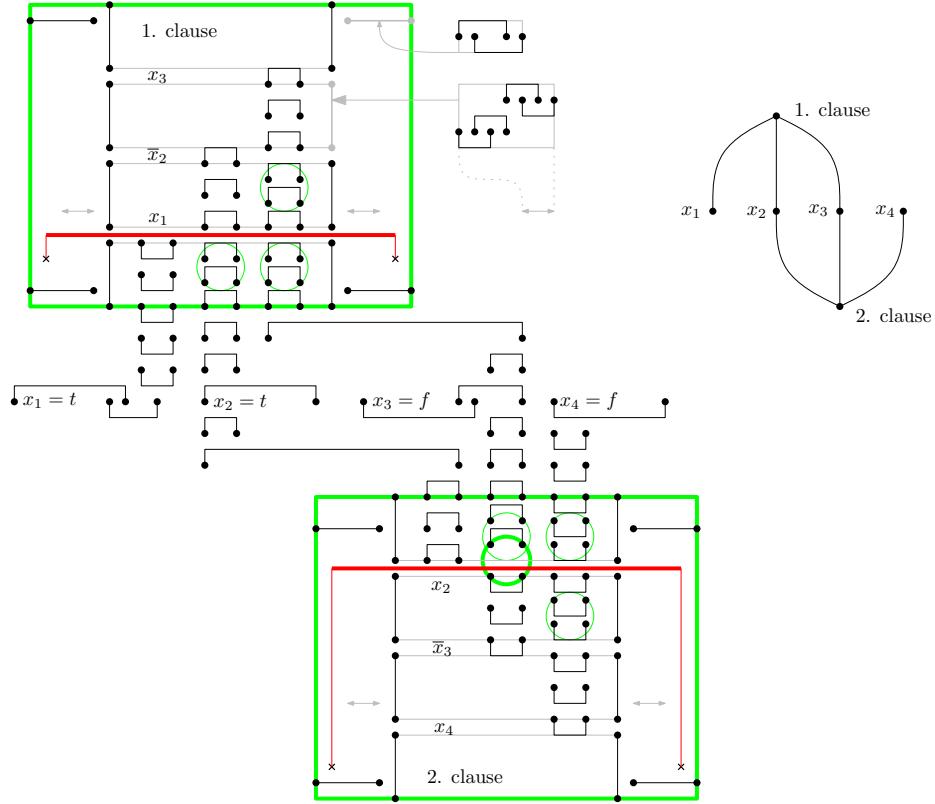 1. clause
x₃
x̅₂
x₁
1. clause
x₁ x₂ x₃ x₄
2. clause
x₁ = t x₂ = t x₃ = f x₄ = f
x₂
x̅₃
x₄
2. clause